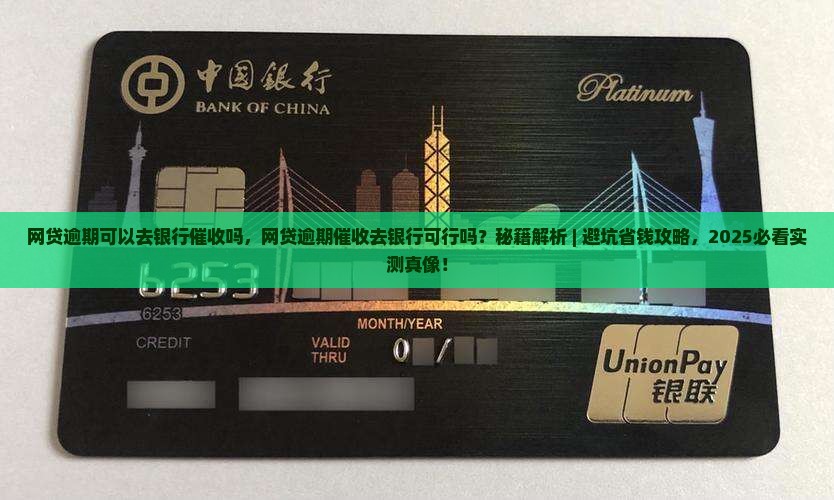 中國銀行
BANK OF CHINA
Platinum
网贷逾期可以去银行催收吗，网贷逾期催收去银行可行吗？秘籍解析 | 避坑省钱攻略，2025必看实
测真像！
6253
6253
MONTH/YEAR
CREDIT
VALID
THRU
0 /
UnionPay
银联